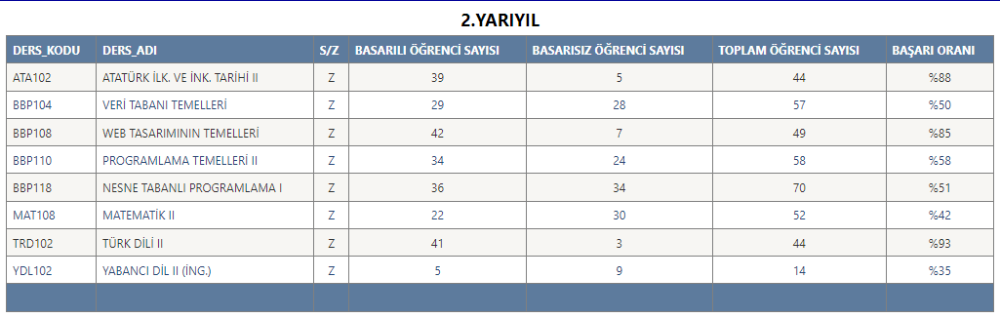 2.YARIYIL
DERS_KODU DERS_ADI S/Z BASARILI ÖĞRENCİ SAYISI BASARISIZ ÖĞRENCİ SAYISI TOPLAM ÖĞRENCİ SAYISI BAŞARI ORANI
ATA102 ATATÜRK İLK. VE İNK. TARİHİ II Z 39 5 44 %88
BBP104 VERİ TABANI TEMELLERİ Z 29 28 57 %50
BBP108 WEB TASARIMININ TEMELLERİ Z 42 7 49 %85
BBP110 PROGRAMLAMA TEMELLERİ II Z 34 24 58 %58
BBP118 NESNE TABANLI PROGRAMLAMA I Z 36 34 70 %51
MAT108 MATEMATİK II Z 22 30 52 %42
TRD102 TÜRK DİLİ II Z 41 3 44 %93
YDL102 YABANCI DİL II (İNG.) Z 5 9 14 %35